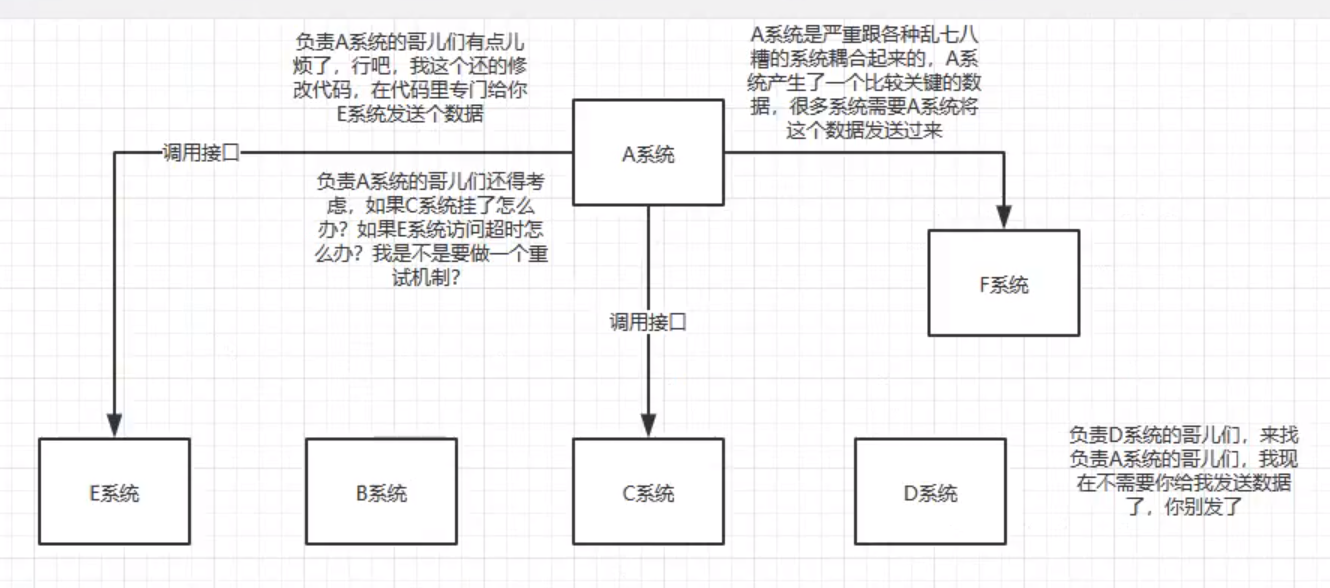 负责A系统的哥儿们有点儿
烦了，行吧，我这个还的修
改代码，在代码里专门给你
E系统发送个数据
A系统是严重跟各种乱七八
糟的系统耦合起来的，A系
统产生了一个比较关键的数
据，很多系统需要A系统将
这个数据发送过来
调用接口
A系统
负责A系统的哥儿们还得考
虑，如果C系统挂了怎么
办？如果E系统访问超时怎
么办？我是不是要做一个重
试机制？
F系统
调用接口
E系统
B系统
C系统
D系统
负责D系统的哥儿们，来找
负责A系统的哥儿们，我现
在不需要你给我发送数据
了，你别发了